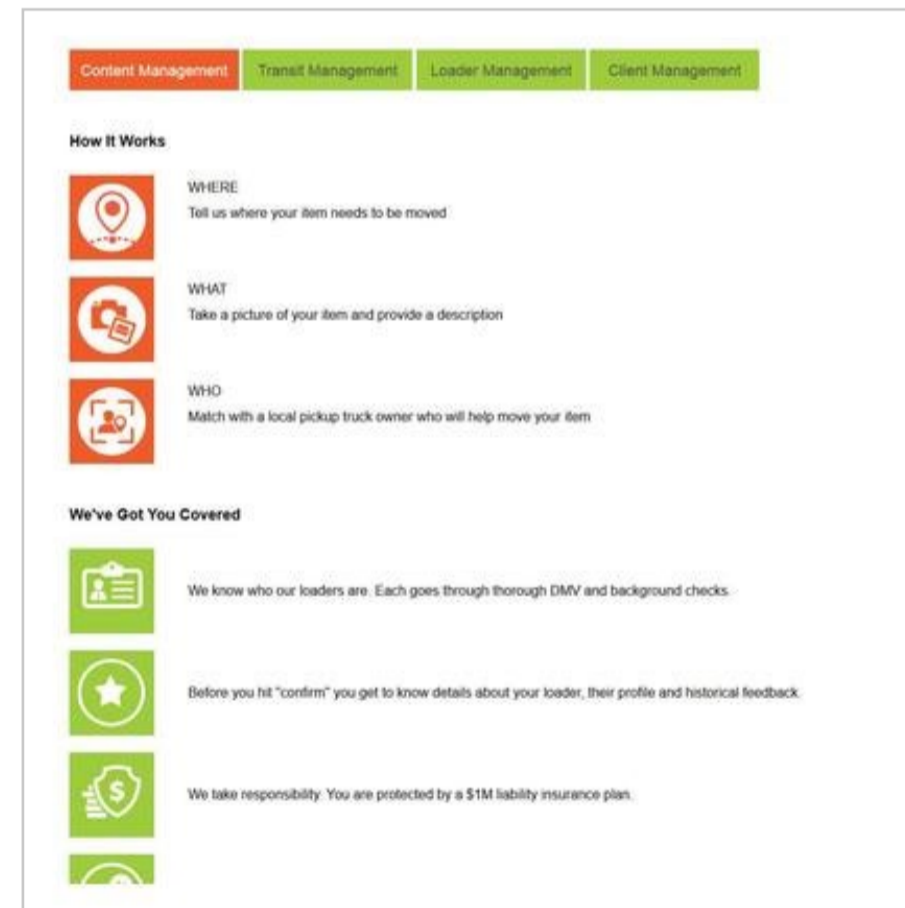 Content Management Transit Management Loader Management Client Management
How It Works
WHERE
Tell us where your item needs to be moved
WHAT
Take a picture of your item and provide a description
WHO
Match with a local pickup truck owner who will help move your item
We've Got You Covered
We know who our loaders are. Each goes through thorough DMV and background checks.
Before you hit "confirm" you get to know details about your loader, their profile and historical feedback.
$
We take responsibility. You are protected by a $1M liability insurance plan.